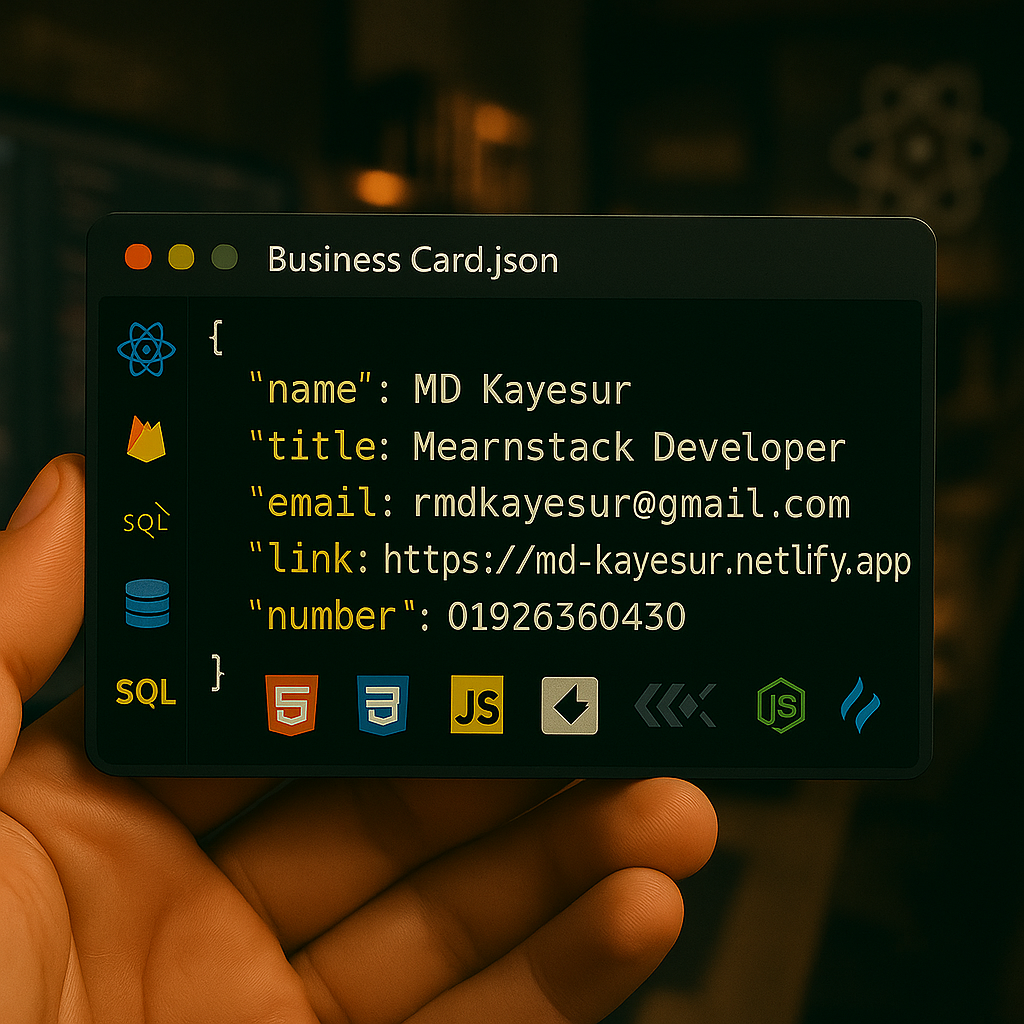 Business Card.json
{
"name": MD Kayesur
"title: Mearnstack Developer
"email: rmdkayesur@gmail.com
"link: https://md-kayesur.netlify.app
"number": 01926360430
}
SQL
SQL
5
3
JS
JS